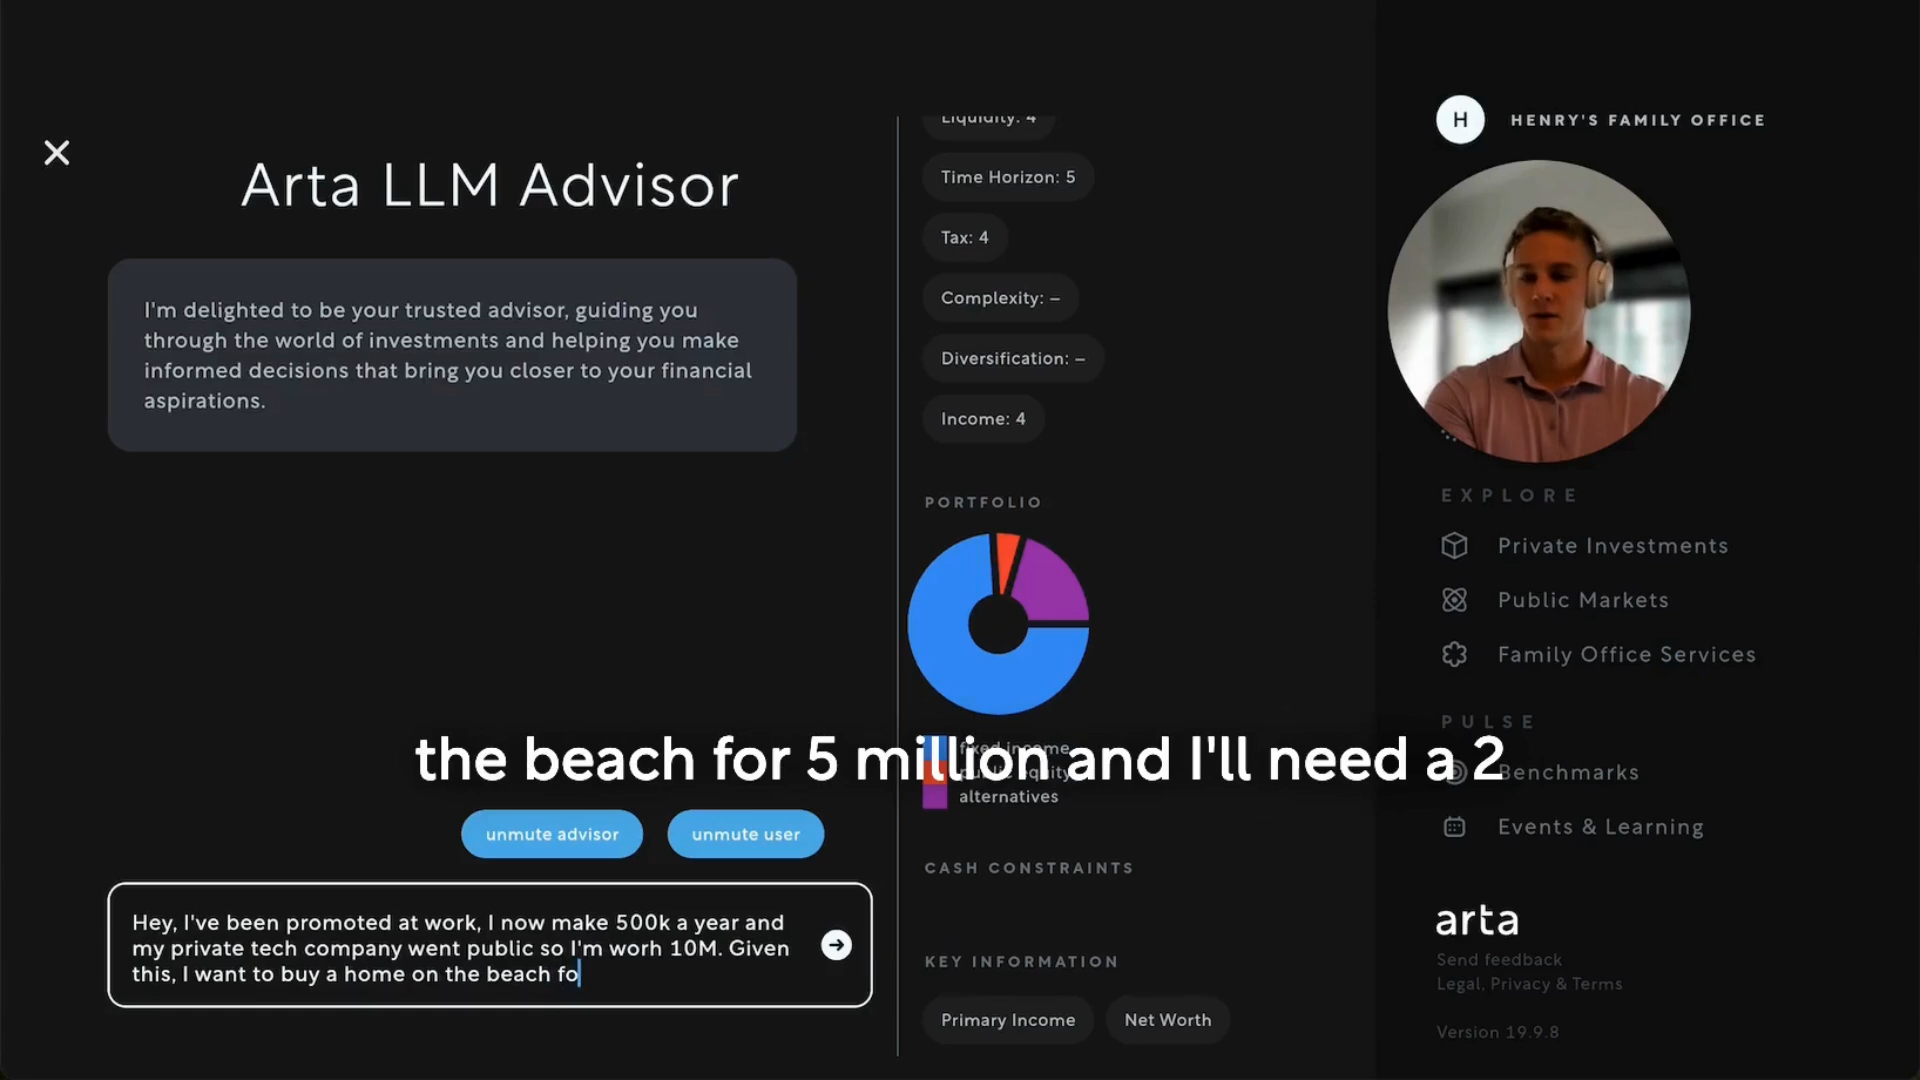 Arta LLM Advisor
I'm delighted to be your trusted advisor, guiding you
through the world of investments and helping you make
informed decisions that bring you closer to your financial
aspirations.
unmute advisor
unmute user
Hey, I've been promoted at work, I now make 500k a year and
my private tech company went public so I'm worh 10M. Given
this, I want to buy a home on the beach fo
Liquidity: 4
Time Horizon: 5
Tax: 4
Complexity: –
Diversification: –
Income: 4
PORTFOLIO
fixed income
public equity
alternatives
the beach for 5 million and I'll need a 2
CASH CONSTRAINTS
KEY INFORMATION
Primary Income
Net Worth
H
HENRY'S FAMILY OFFICE
EXPLORE
Private Investments
Public Markets
Family Office Services
PULSE
Benchmarks
Events & Learning
arta
Send feedback
Legal, Privacy & Terms
Version 19.9.8